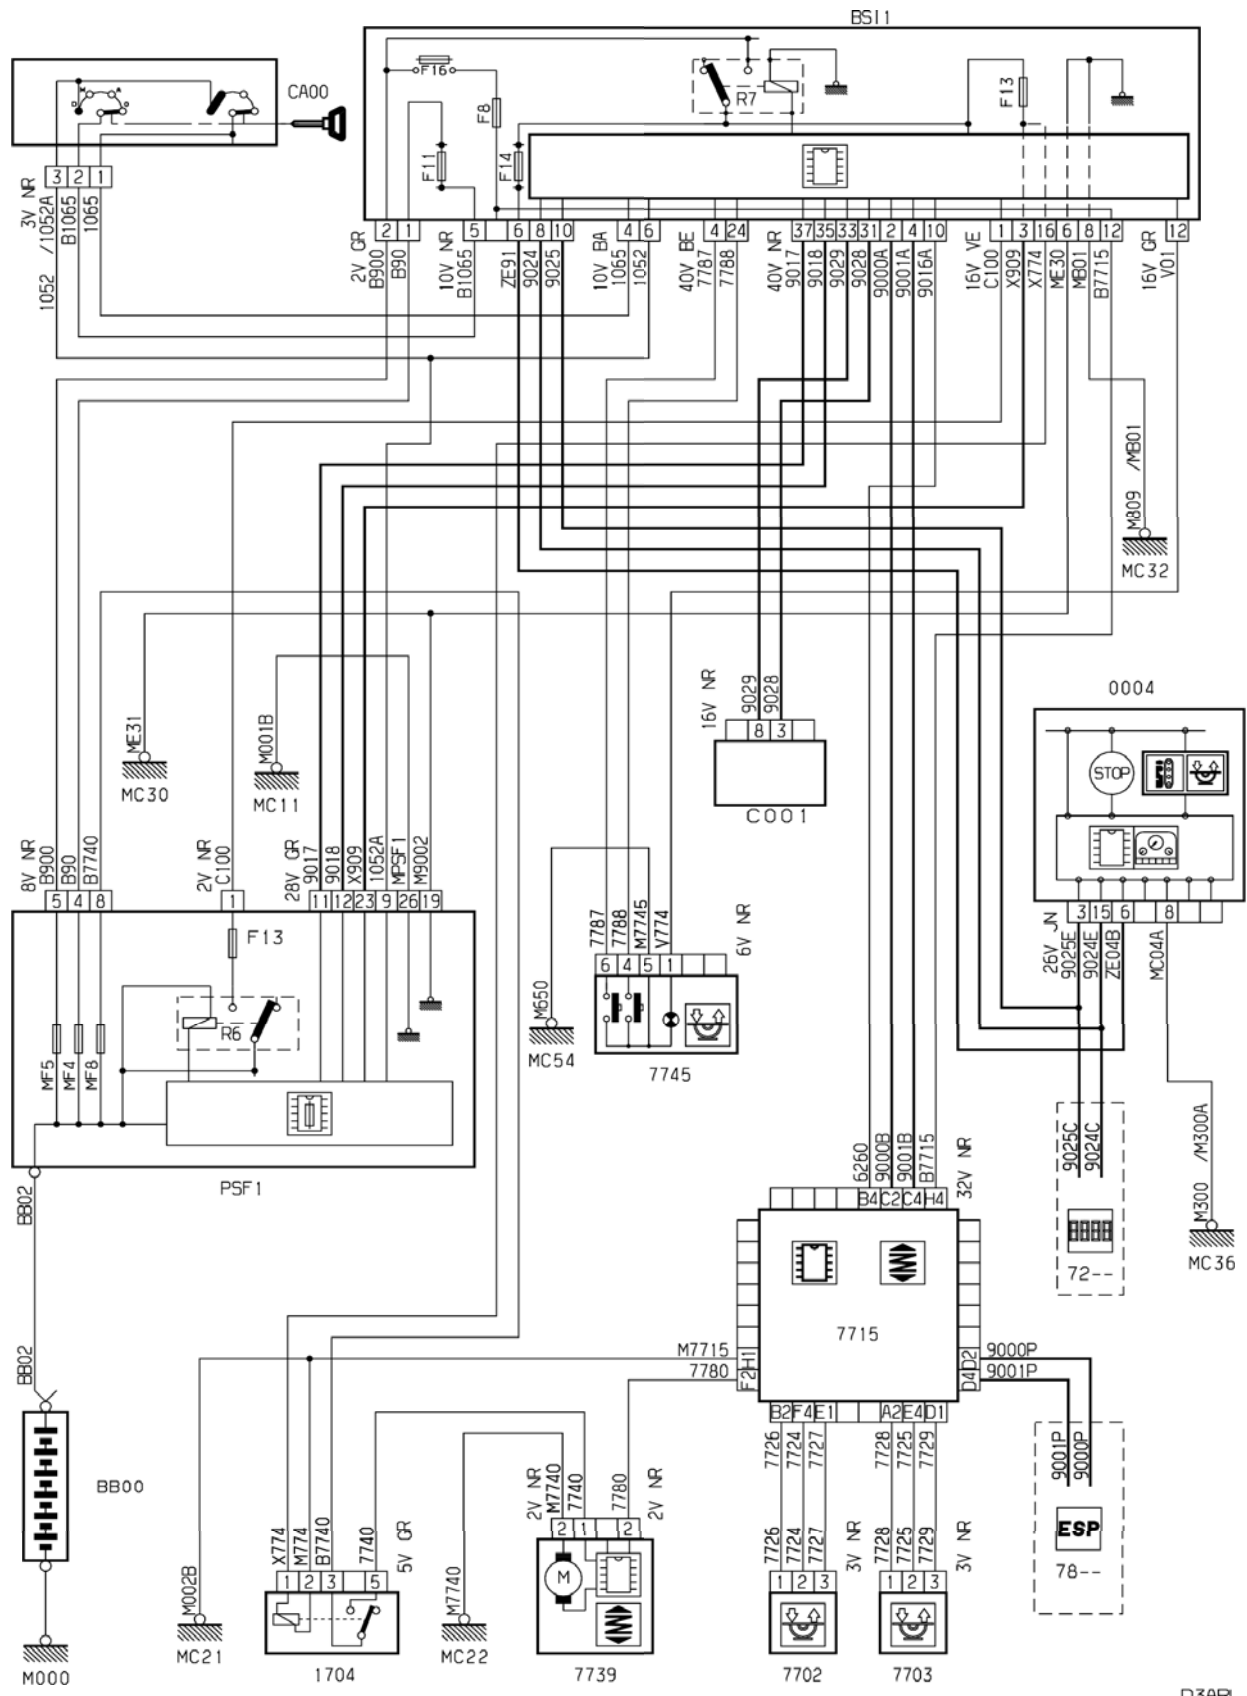 BSI1
CA00
F16
F8
R7
F13
F11
F14
M
A
D
3 2 1
3V NR
1052 /1052A
B1065
1065
2 1 5 6 8 10 4 6 4 24 37 35 33 31 2 4 10 1 3 16 6 8 12 12
2V GR
B900
B90
10V NR
B1065
ZE91
9024
9025
10V BA
1065
1052
40V BE
7787
7788
40V NR
9017
9018
9029
9028
9000A
9001A
9016A
16V VE
C100
X909
X774
ME30
MB01
B7715
16V GR
V01
M809 /MB01
MC32
ME31
MC30
M001B
MC11
16V NR
9029
9028
8 3
C001
0004
STOP
3 15 6 8
26V JN
9025E
9024E
ZE04B
MC04A
8V NR
B900
B90
B7740
2V NR
C100
28V GR
9017
9018
X909
1052A
MPSF1
M9002
5 4 8 1 11 12 23 9 26 19
F13
R6
MF5
MF4
MF8
PSF1
BB02
BB02
7787
7788
M7745
V774
6V NR
6 4 5 1
M650
MC54
7745
6260
9000B
9001B
B7715
32V NR
B4 C2 C4 H4
7715
9025C
9024C
72--
M300 /M300A
MC36
M7715
7780
H1
F2
D2
D4
9000P
9001P
B2 F4 E1 A2 E4 D1
7726
7724
7727
7728
7725
7729
9001P
9000P
ESP
78--
BB00
M000
M002B
MC21
X774
M774
B7740
7740
5V GR
1 2 3 5
1704
M7740
MC22
2V NR
M7740
7740
7780
2V NR
2 1 2
M
7739
7726
7724
7727
3V NR
1 2 3
7702
7728
7725
7729
3V NR
1 2 3
7703